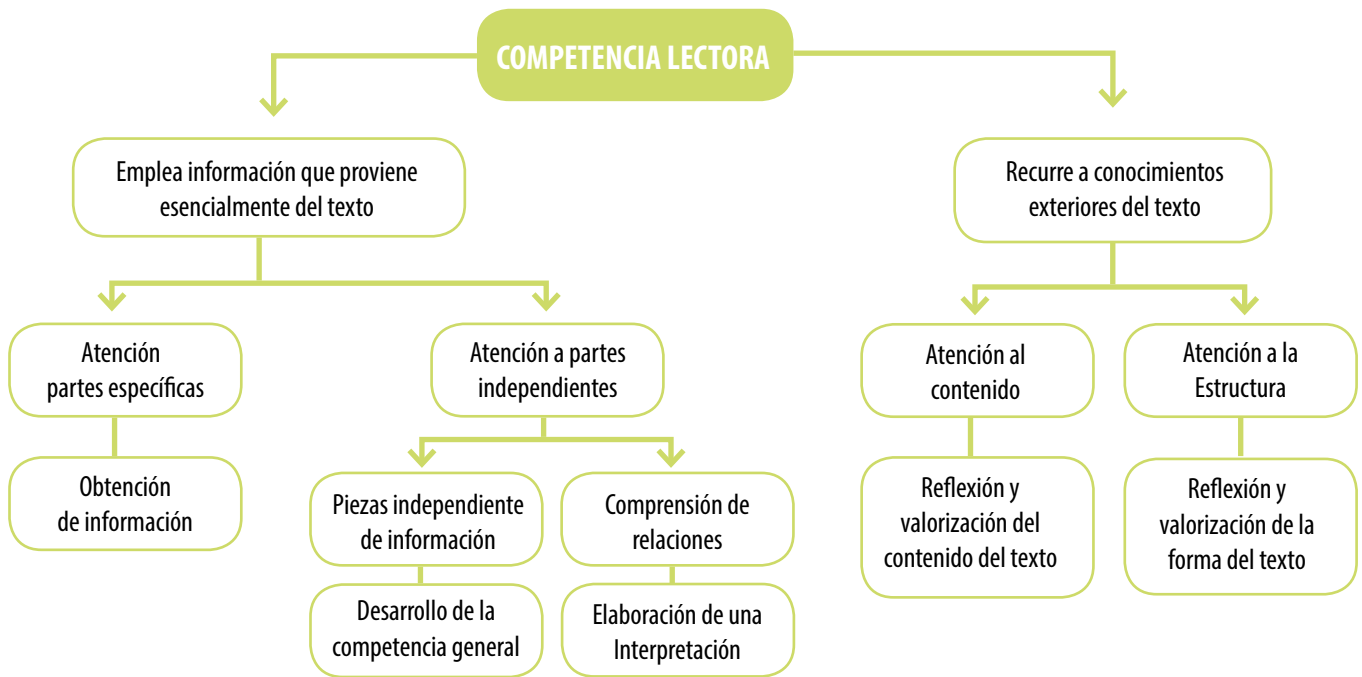 COMPETENCIA LECTORA
Emplea información que proviene
esencialmente del texto
Recurre a conocimientos
exteriores del texto
Atención
partes específicas
Atención a partes
independientes
Atención al
contenido
Atención a la
Estructura
Obtención
de información
Piezas independiente
de información
Comprensión de
relaciones
Reflexión y
valorización del
contenido del texto
Reflexión y
valorización de la
forma del texto
Desarrollo de la
competencia general
Elaboración de una
Interpretación